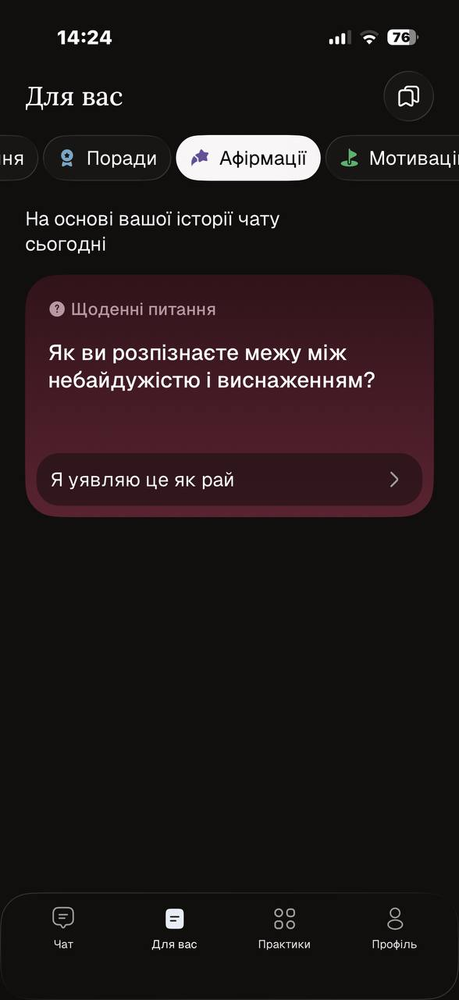 14:24
76
Для вас
ня
Поради
Афірмації
Мотиваці
На основі вашої історії чату
сьогодні
Щоденні питання
Як ви розпізнаєте межу між
небайдужістю і виснаженням?
Я уявляю це як рай
Чат
Для вас
Практики
Профіль